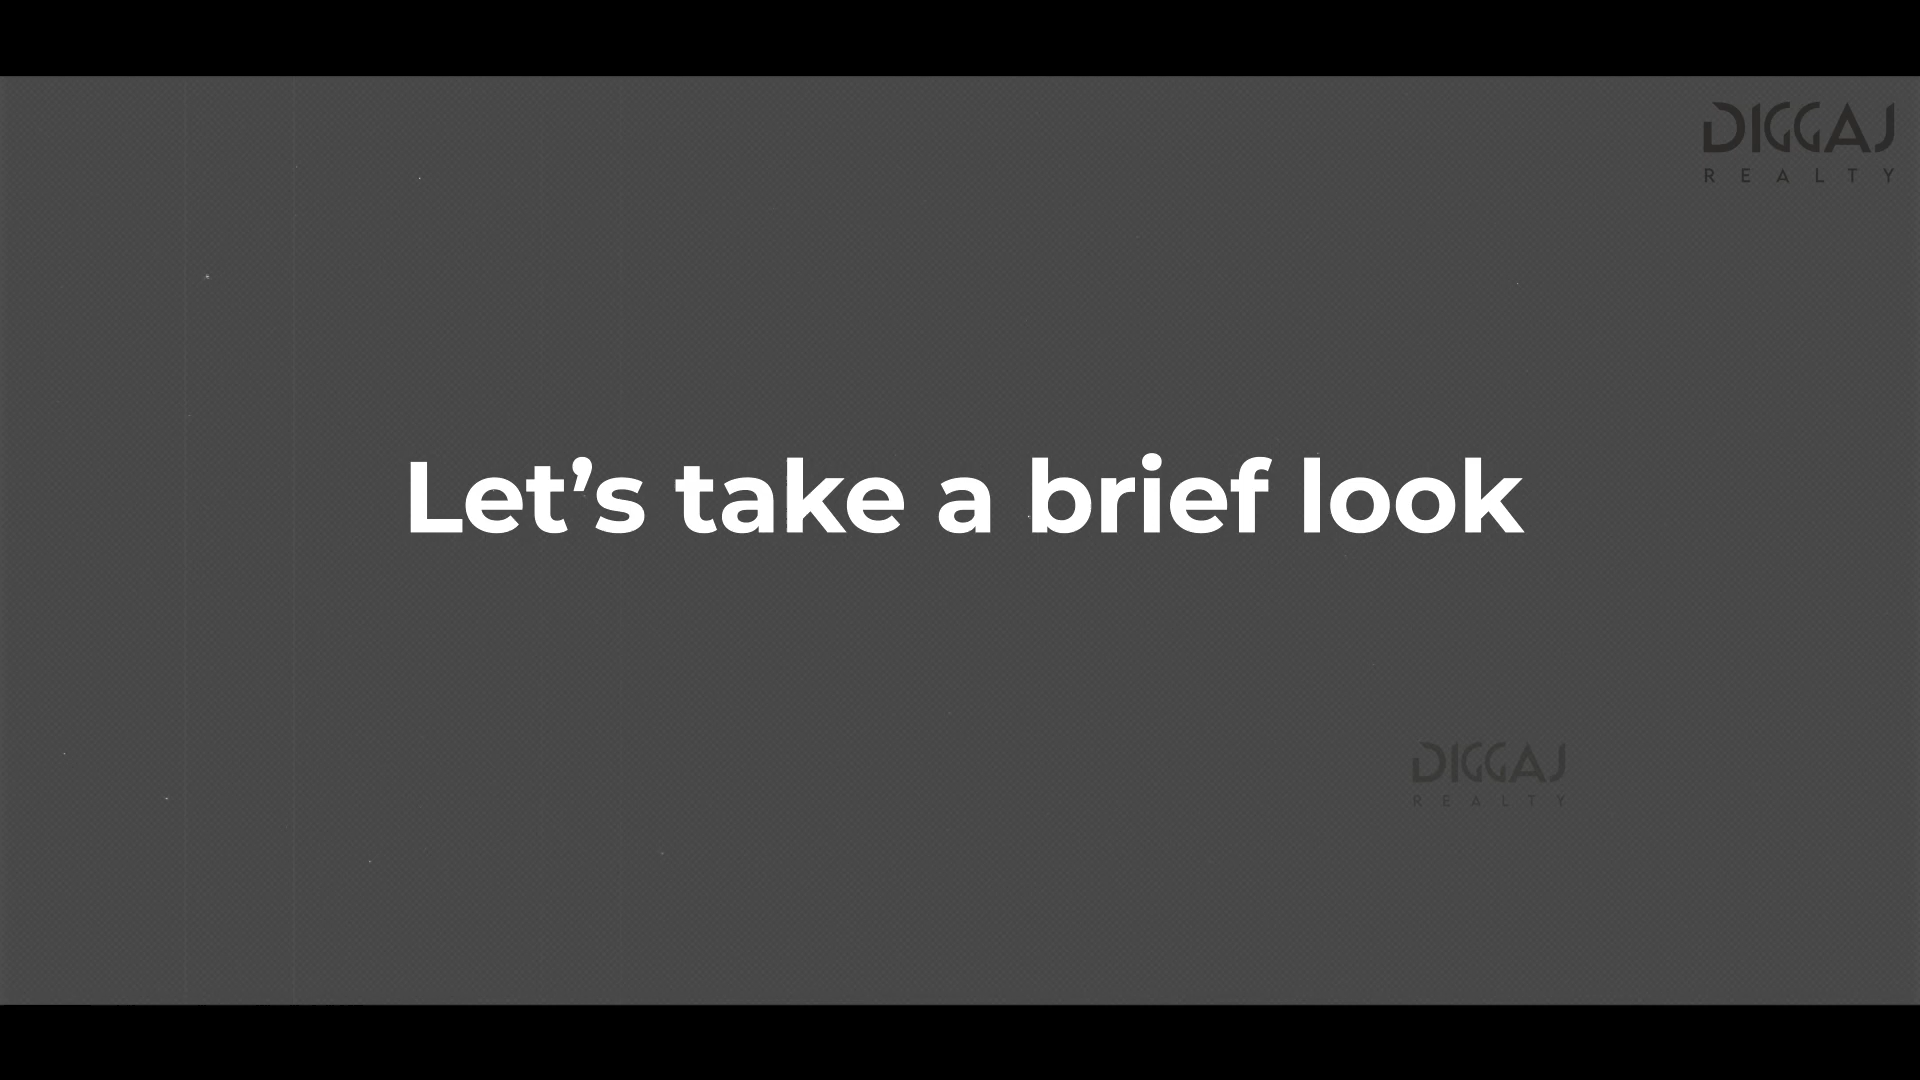 DIGGAJ
REALTY
Let’s take a brief look
DIGGAJ
REALTY